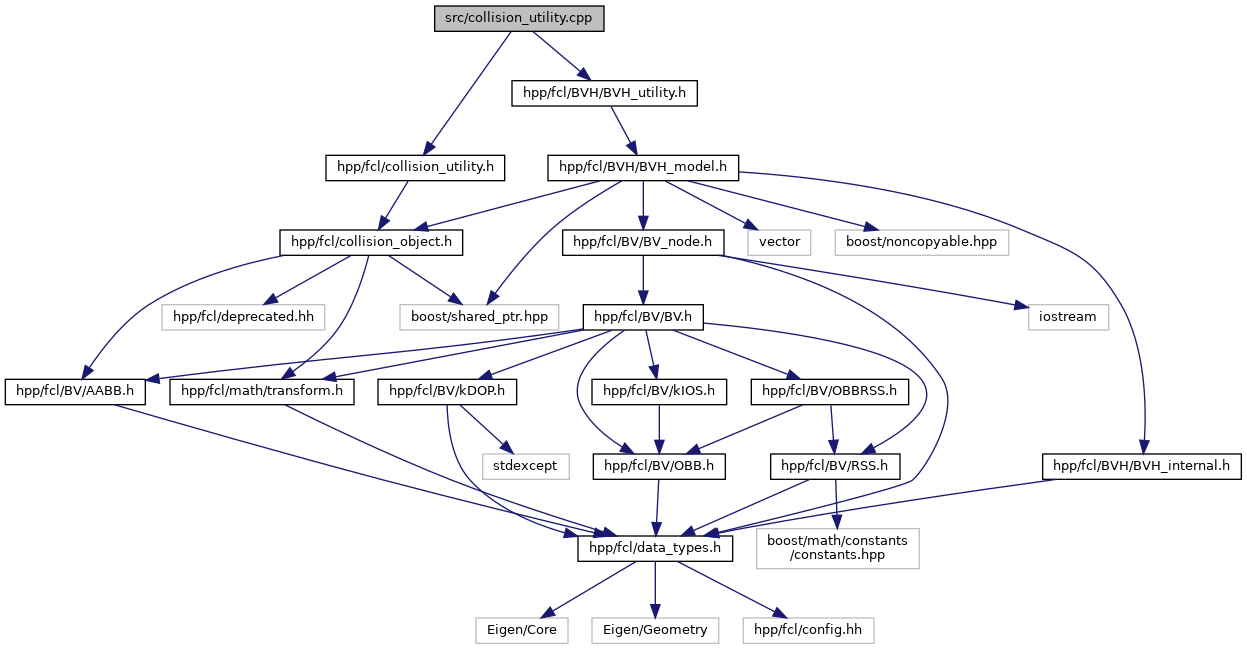 src/collision_utility.cpp
hpp/fcl/BVH/BVH_utility.h
hpp/fcl/collision_utility.h
hpp/fcl/BVH/BVH_model.h
hpp/fcl/collision_object.h
hpp/fcl/BV/BV_node.h
vector
boost/noncopyable.hpp
hpp/fcl/deprecated.hh
boost/shared_ptr.hpp
hpp/fcl/BV/BV.h
iostream
hpp/fcl/BV/AABB.h
hpp/fcl/math/transform.h
hpp/fcl/BV/kDOP.h
hpp/fcl/BV/kIOS.h
hpp/fcl/BV/OBBRSS.h
stdexcept
hpp/fcl/BV/OBB.h
hpp/fcl/BV/RSS.h
hpp/fcl/BVH/BVH_internal.h
hpp/fcl/data_types.h
boost/math/constants
/constants.hpp
Eigen/Core
Eigen/Geometry
hpp/fcl/config.hh